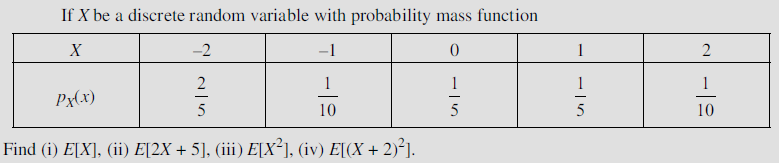 If X be a discrete random variable with probability mass function
X −2 −1 0 1 2
p_X(x) 2/5 1/10 1/5 1/5 1/10
Find (i) E[X], (ii) E[2X + 5], (iii) E[X²], (iv) E[(X + 2)²].